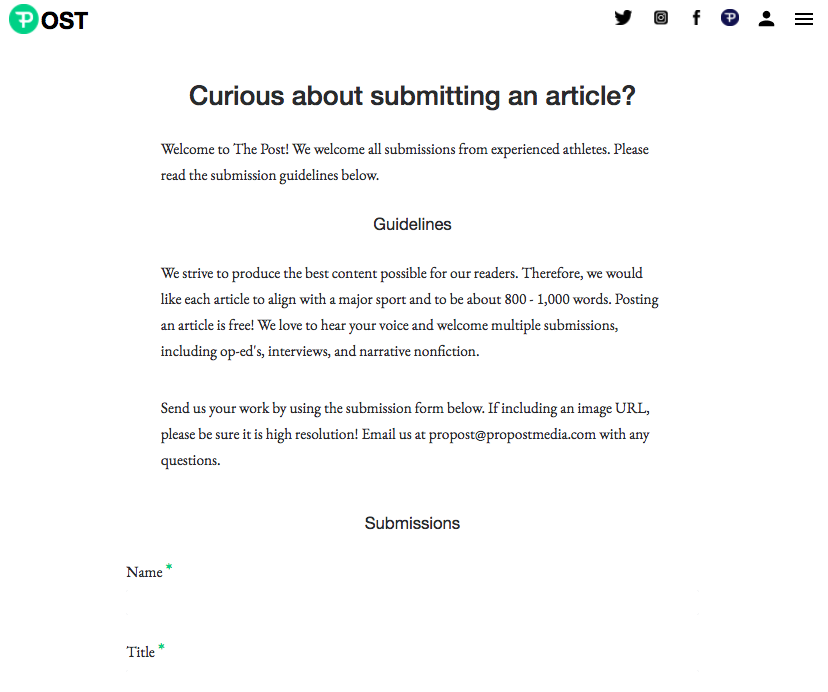 POST
Curious about submitting an article?
Welcome to The Post! We welcome all submissions from experienced athletes. Please
read the submission guidelines below.
Guidelines
We strive to produce the best content possible for our readers. Therefore, we would
like each article to align with a major sport and to be about 800 - 1,000 words. Posting
an article is free! We love to hear your voice and welcome multiple submissions,
including op-ed's, interviews, and narrative nonfiction.
Send us your work by using the submission form below. If including an image URL,
please be sure it is high resolution! Email us at propost@propostmedia.com with any
questions.
Submissions
Name *
Title *